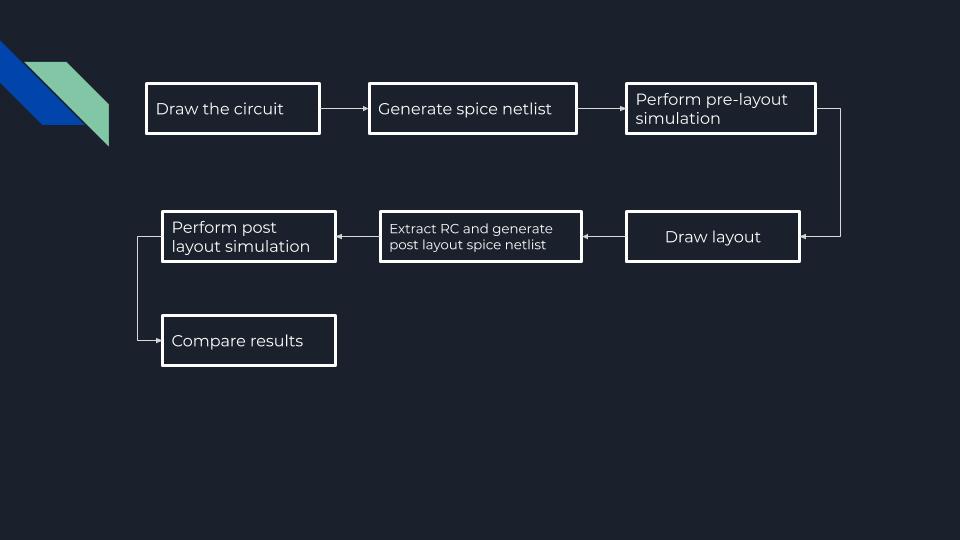 Draw the circuit
Generate spice netlist
Perform pre-layout
simulation
Draw layout
Extract RC and generate
post layout spice netlist
Perform post
layout simulation
Compare results